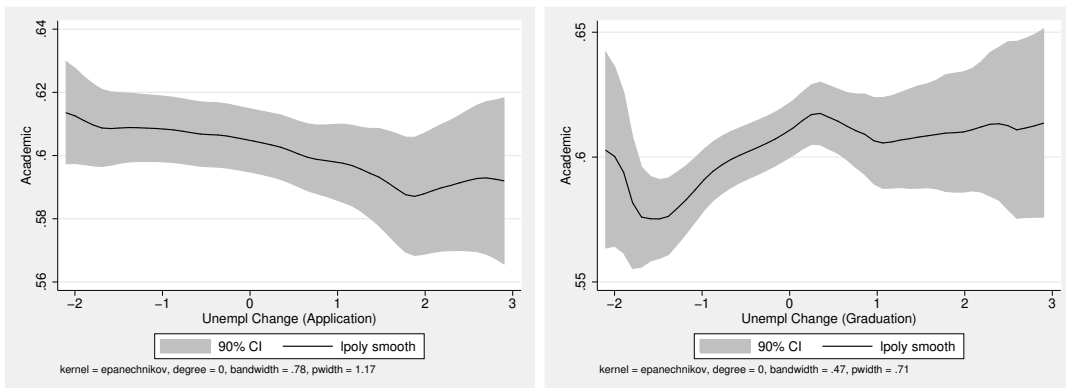 .64
.62
.6
.58
.56
Academic
−2 −1 0 1 2 3
Unempl Change (Application)
90% CI lpoly smooth
kernel = epanechnikov, degree = 0, bandwidth = .78, pwidth = 1.17
.65
.6
.55
Academic
−2 −1 0 1 2 3
Unempl Change (Graduation)
90% CI lpoly smooth
kernel = epanechnikov, degree = 0, bandwidth = .47, pwidth = .71